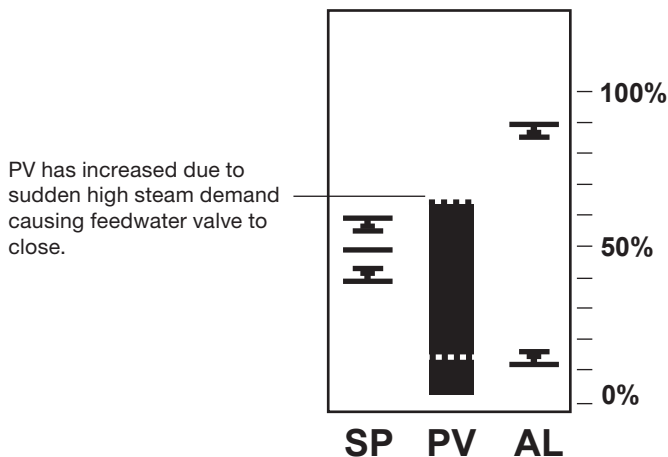 100%
PV has increased due to
sudden high steam demand
causing feedwater valve to
close.
50%
0%
SP PV AL